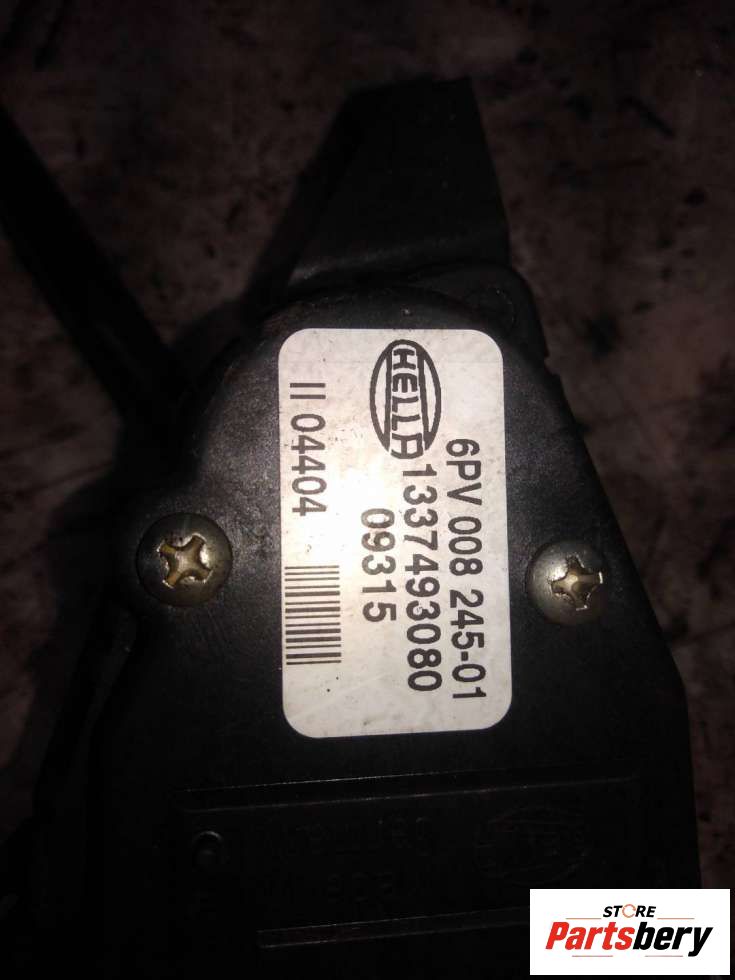 HELLA
6PV 008 245-01
1337493080
09315
II 04404
STORE
Partsbery